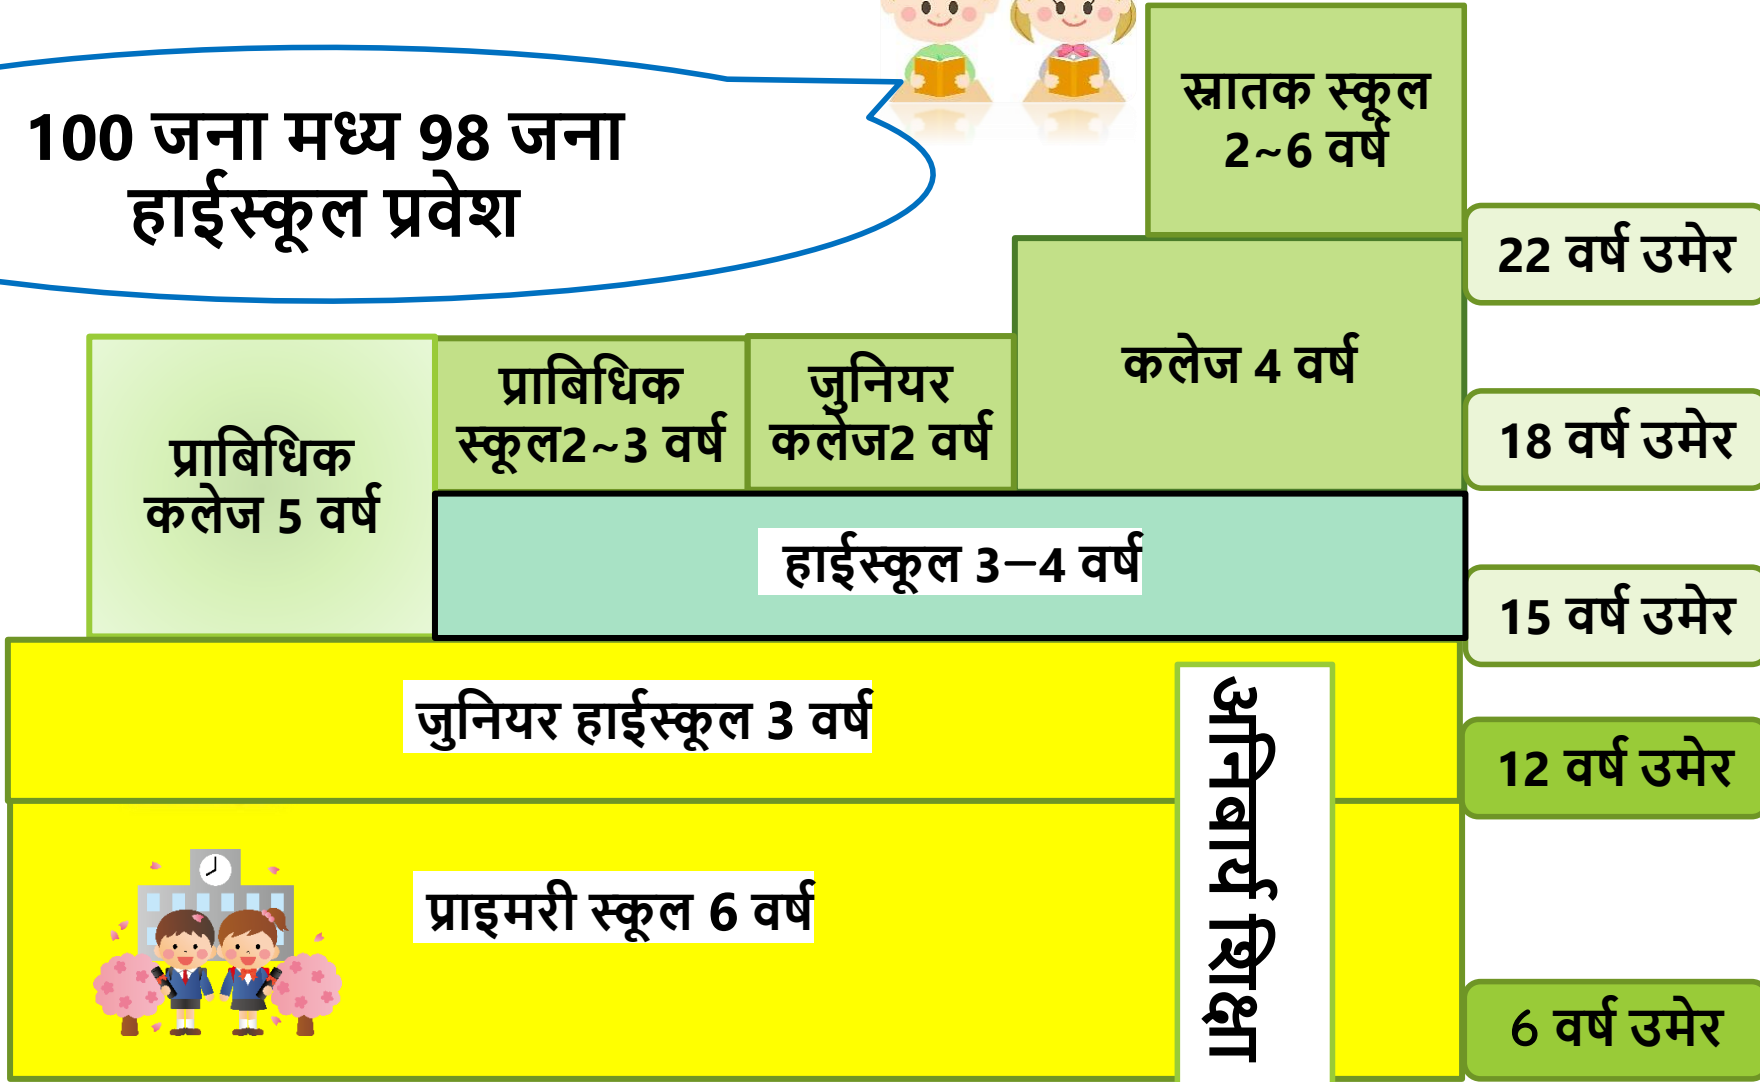 100 जना मध्य 98 जना
हाईस्कूल प्रवेश
स्नातक स्कूल
2~6 वर्ष
22 वर्ष उमेर
कलेज 4 वर्ष
प्राबिधिक
स्कूल2~3 वर्ष
जुनियर
कलेज2 वर्ष
18 वर्ष उमेर
प्राबिधिक
कलेज 5 वर्ष
हाईस्कूल 3−4 वर्ष
15 वर्ष उमेर
जुनियर हाईस्कूल 3 वर्ष
अनिबार्य शिक्षा
12 वर्ष उमेर
प्राइमरी स्कूल 6 वर्ष
6 वर्ष उमेर